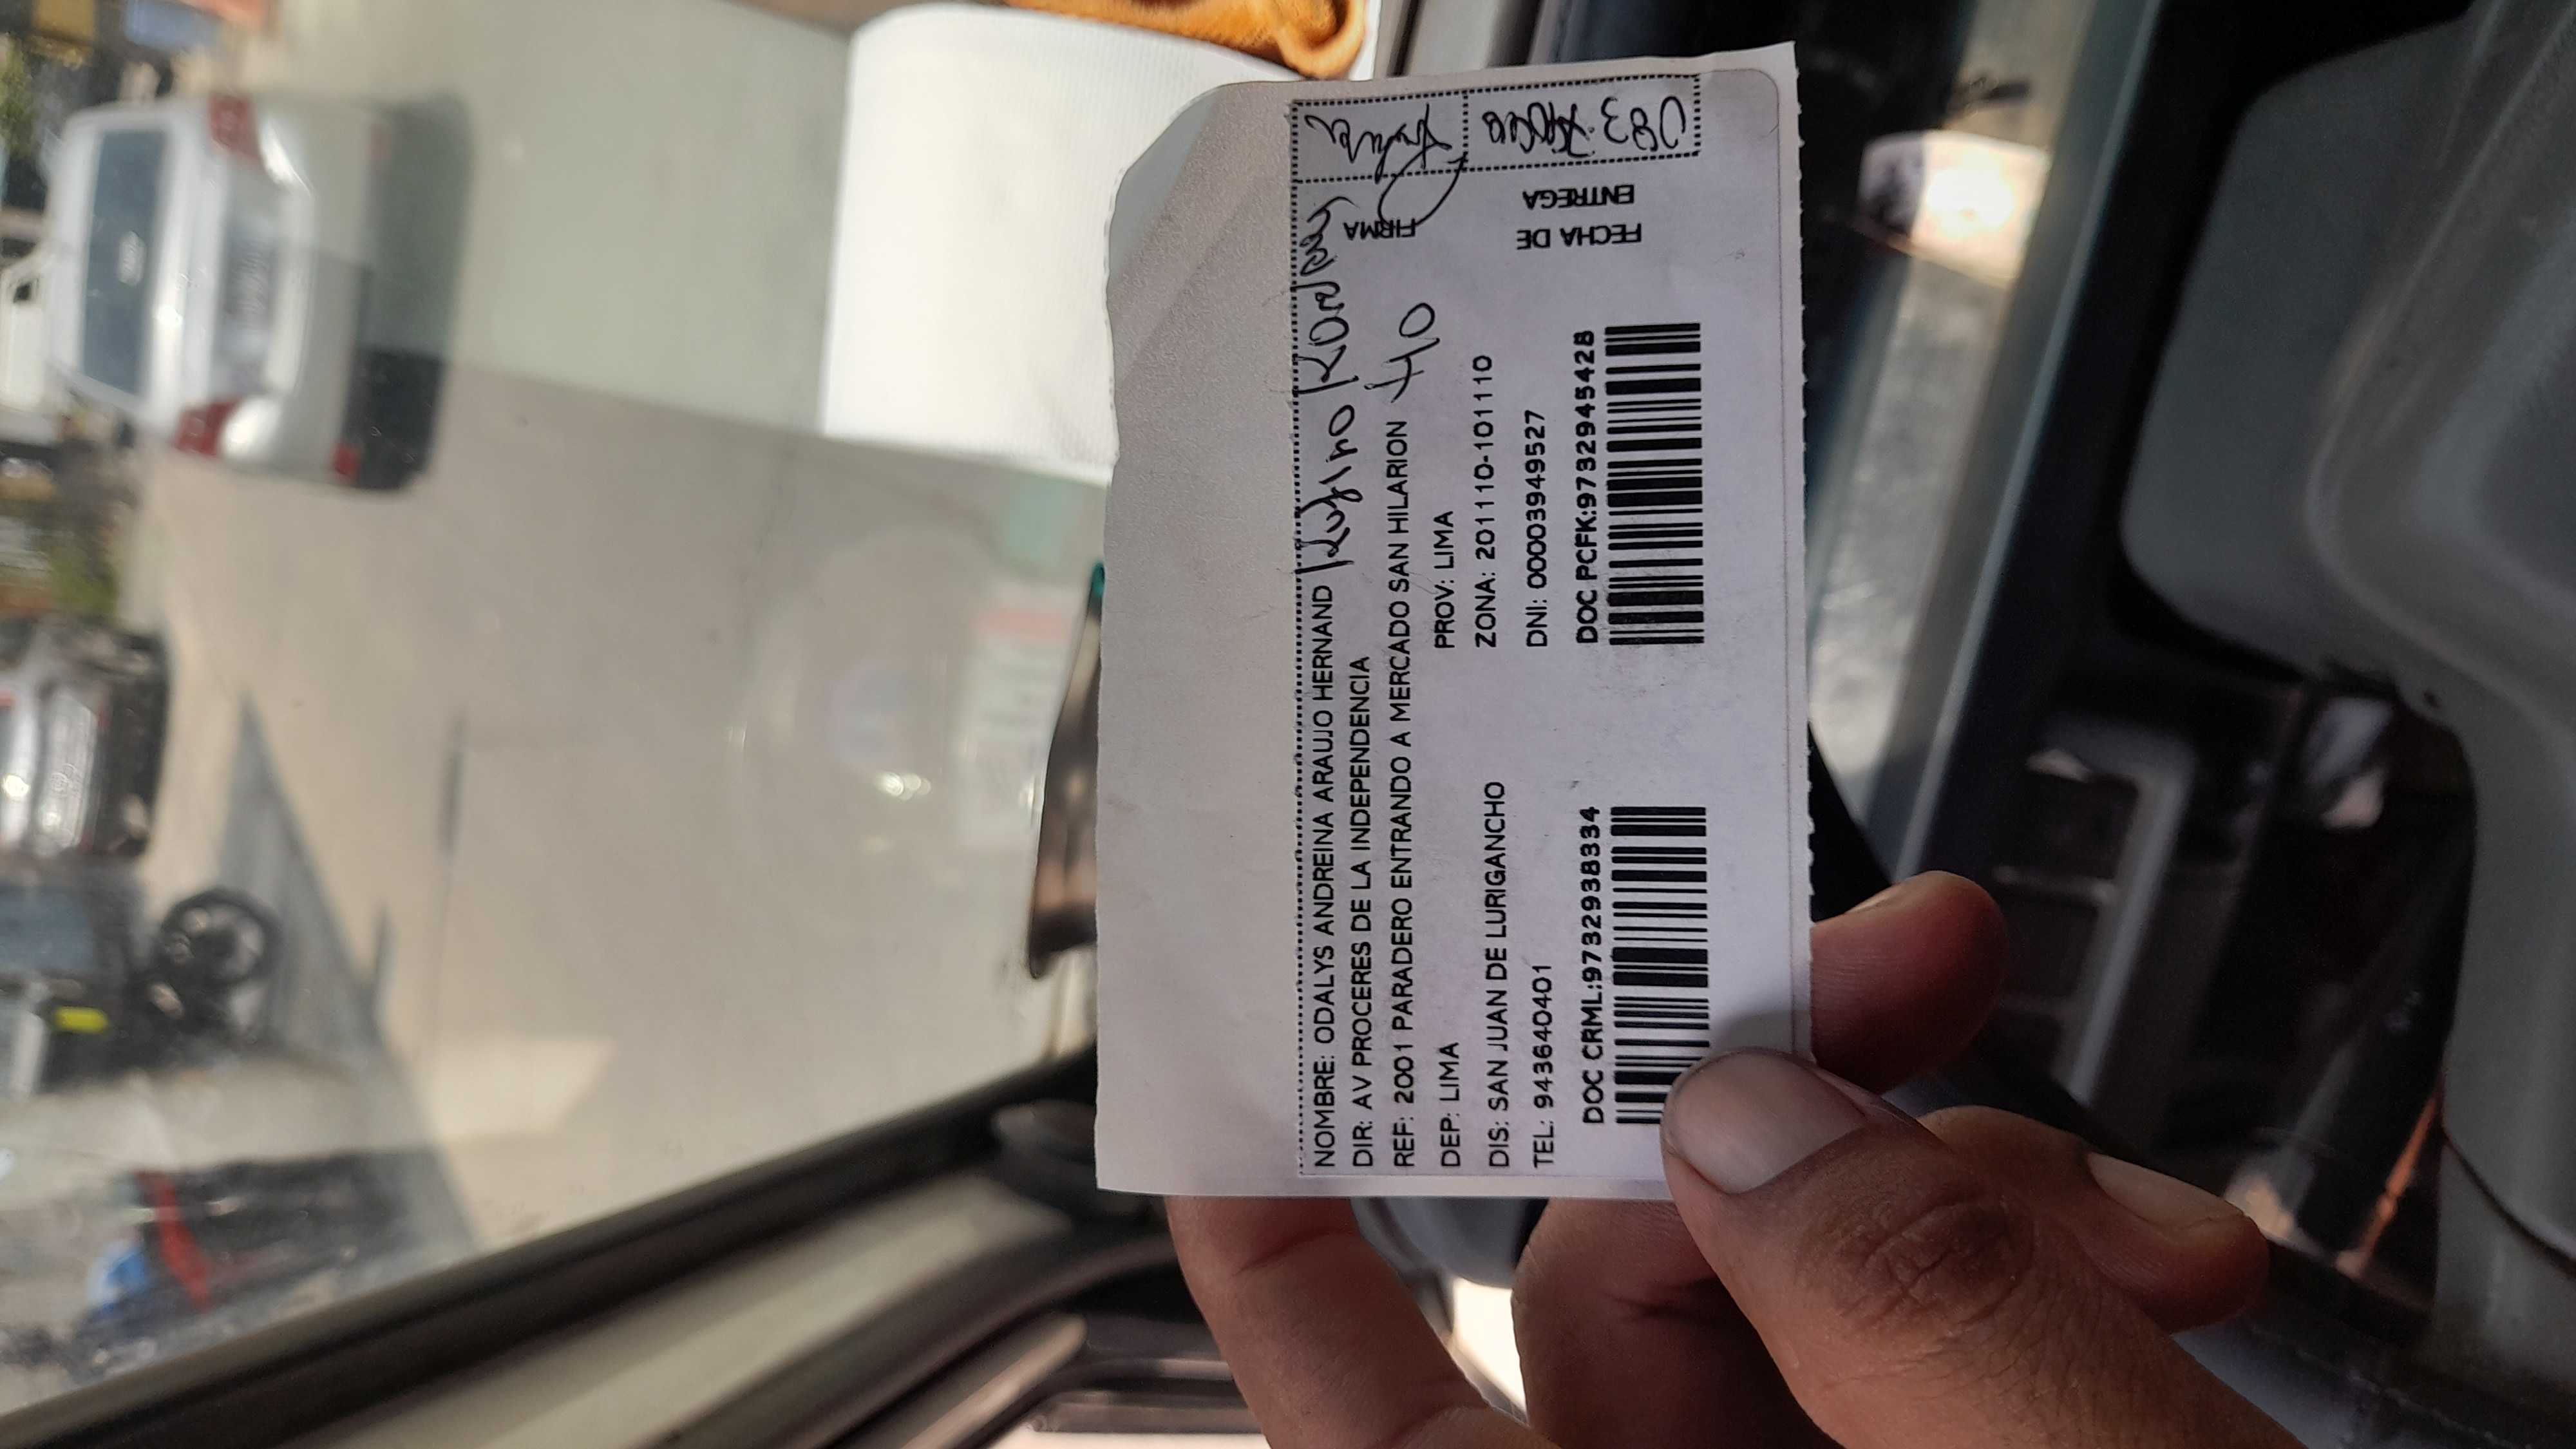 NOMBRE: ODALYS ANDREINA ARAUJO HERNAND
DIR: AV PROCERES DE LA INDEPENDENCIA
REF: 2001 PARADERO ENTRANDO A MERCADO SAN HILARION
DEP: LIMA PROV: LIMA
DIS: SAN JUAN DE LURIGANCHO ZONA: 201110-101110
TEL: 943640401 DNI: 00003949527
DOC CRML:9732938334 DOC PCFK:9732945428
FIRMA
FECHA DE
ENTREGA